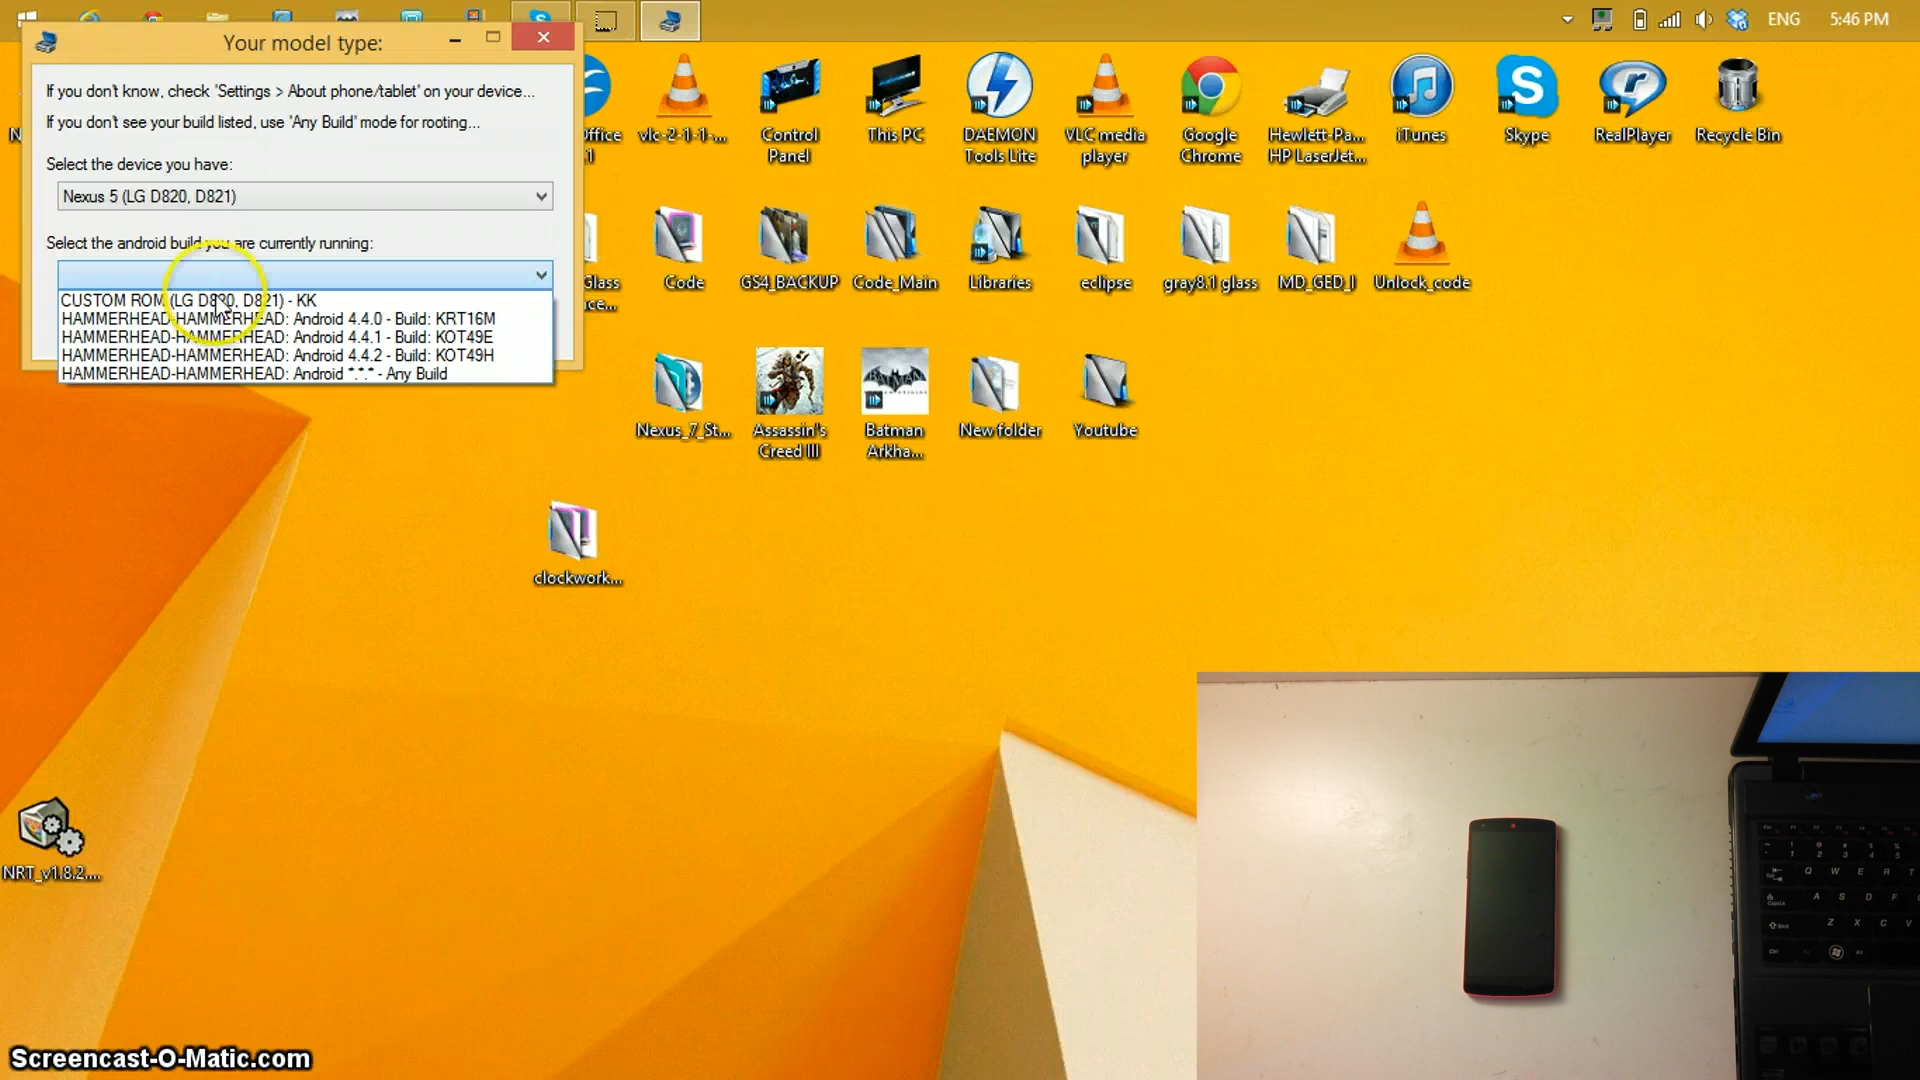 ENG 5:46 PM
Your model type:
If you don't know, check 'Settings > About phone/tablet' on your device...
If you don't see your build listed, use 'Any Build' mode for rooting...
Select the device you have:
Nexus 5 (LG D820, D821)
Select the android build you are currently running:
CUSTOM ROM (LG D820, D821) - KK
HAMMERHEAD-HAMMERHEAD: Android 4.4.0 - Build: KRT16M
HAMMERHEAD-HAMMERHEAD: Android 4.4.1 - Build: KOT49E
HAMMERHEAD-HAMMERHEAD: Android 4.4.2 - Build: KOT49H
HAMMERHEAD-HAMMERHEAD: Android *.*.* - Any Build
vlc-2-1-1-...
Control
Panel
This PC
DAEMON
Tools Lite
VLC media
player
Google
Chrome
Hewlett-Pa...
HP LaserJet...
iTunes
Skype
RealPlayer
Recycle Bin
Code
GS4_BACKUP
Code_Main
Libraries
eclipse
gray8.1 glass
MD_GED_I
Unlock_code
Nexus_7_St...
Assassin's
Creed III
Batman
Arkha...
New folder
Youtube
clockwork...
NRT_v1.8.2....
Screencast-O-Matic.com